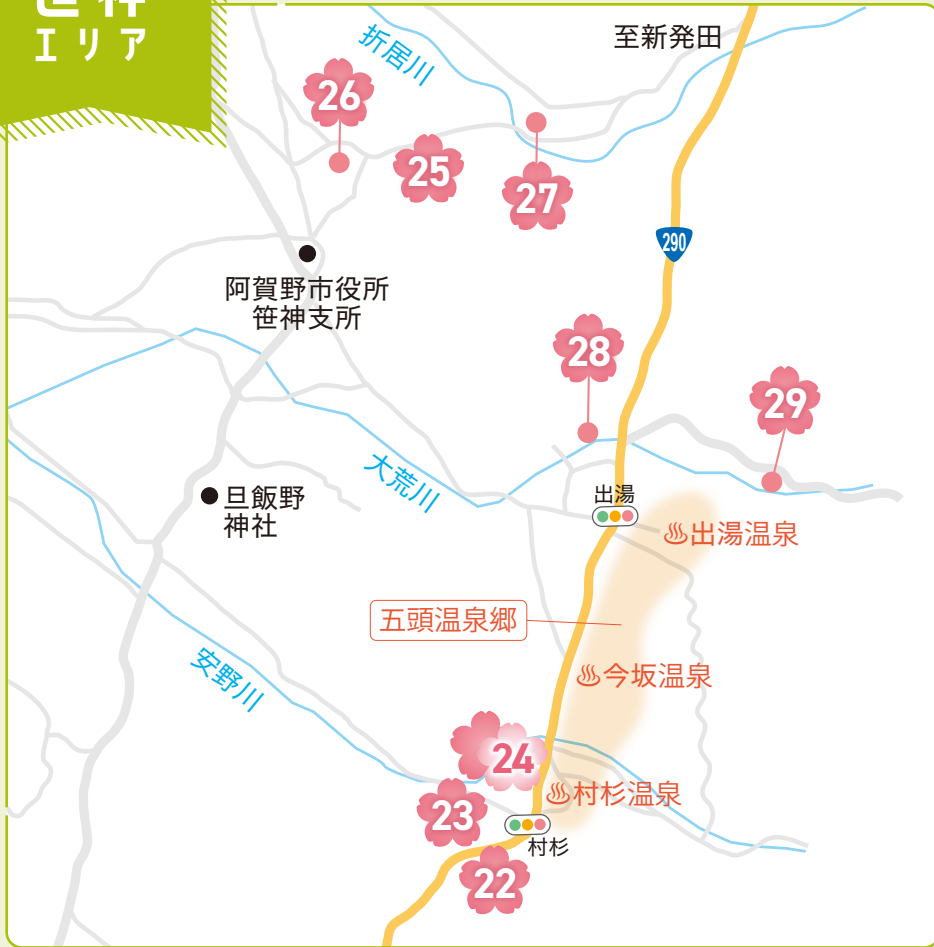 エリア
至新発田
折居川
26
25
27
290
阿賀野市役所
笹神支所
28
29
大荒川
出湯
旦飯野
神社
出湯温泉
五頭温泉郷
今坂温泉
安野川
24
村杉温泉
23
村杉
22